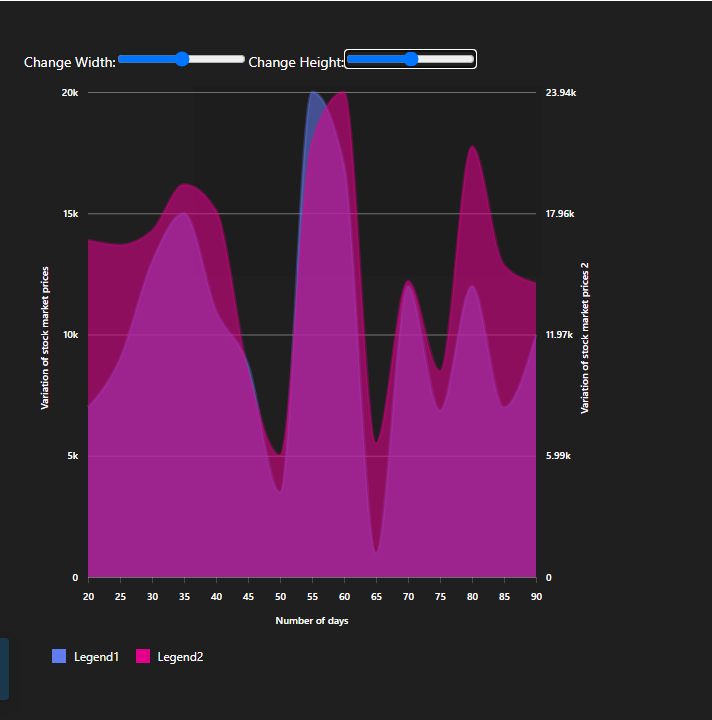 Change Width: Change Height:
20k 23.94k
15k 17.96k
Variation of stock market prices
Variation of stock market prices 2
10k 11.97k
5k 5.99k
0 0
20 25 30 35 40 45 50 55 60 65 70 75 80 85 90
Number of days
Legend1 Legend2